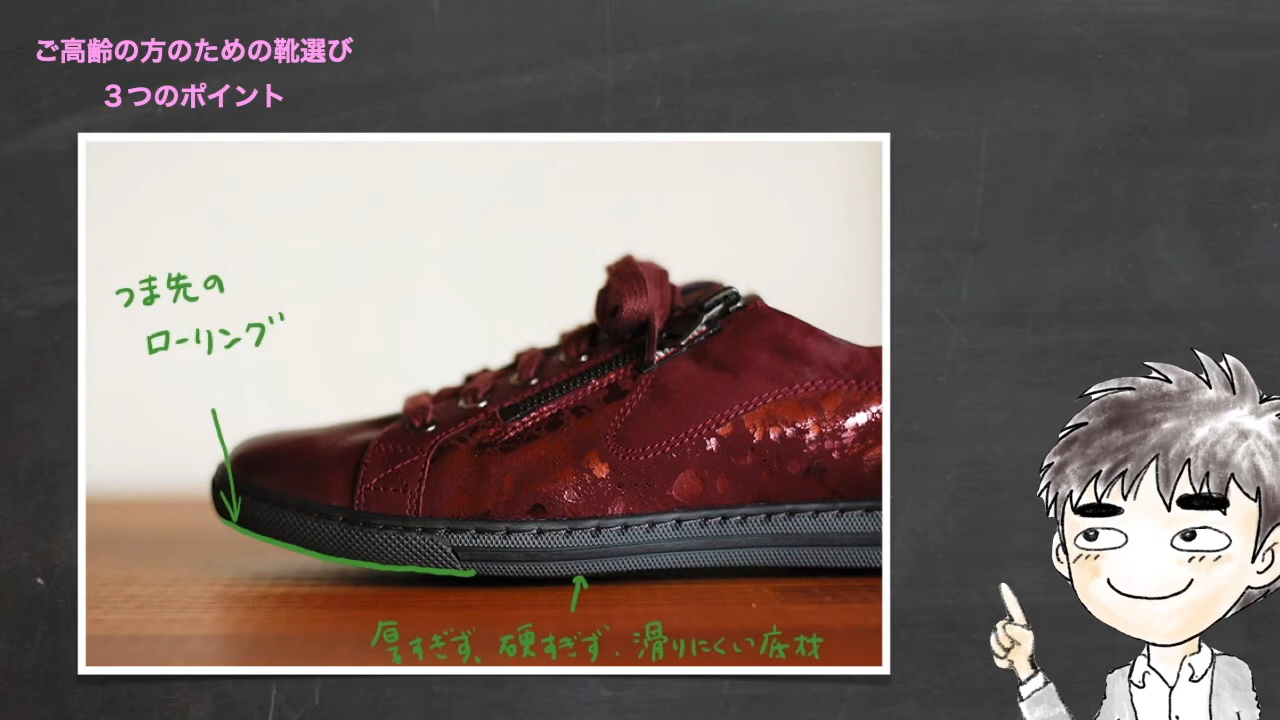 ご高齢の方のための靴選び
３つのポイント
つま先の
ローリング
厚すぎず、硬すぎず、滑りにくい底材